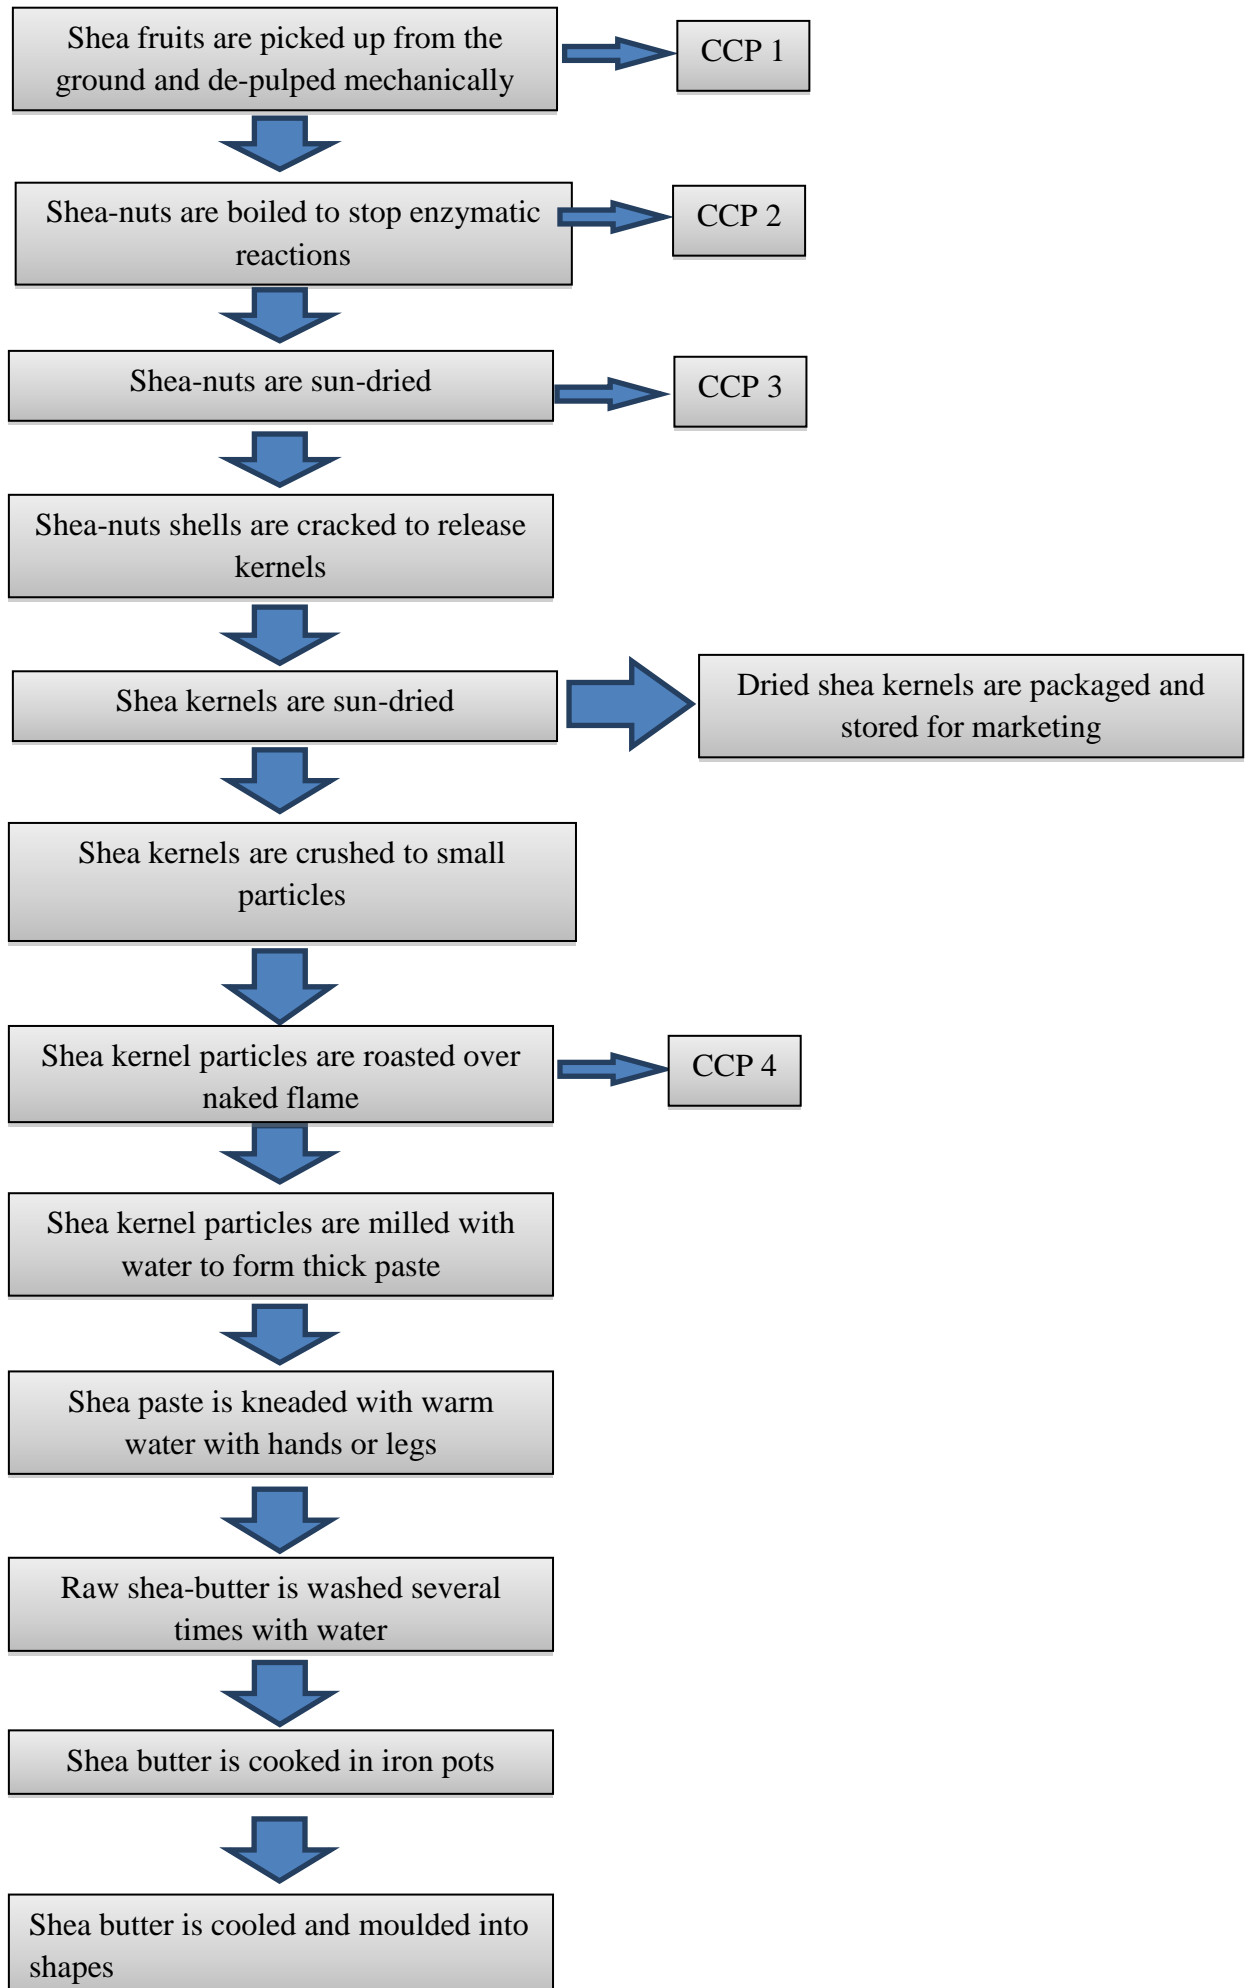 Shea fruits are picked up from the
ground and de-pulped mechanically
CCP 1
Shea-nuts are boiled to stop enzymatic
reactions
CCP 2
Shea-nuts are sun-dried
CCP 3
Shea-nuts shells are cracked to release
kernels
Shea kernels are sun-dried
Dried shea kernels are packaged and
stored for marketing
Shea kernels are crushed to small
particles
Shea kernel particles are roasted over
naked flame
CCP 4
Shea kernel particles are milled with
water to form thick paste
Shea paste is kneaded with warm
water with hands or legs
Raw shea-butter is washed several
times with water
Shea butter is cooked in iron pots
Shea butter is cooled and moulded into
shapes